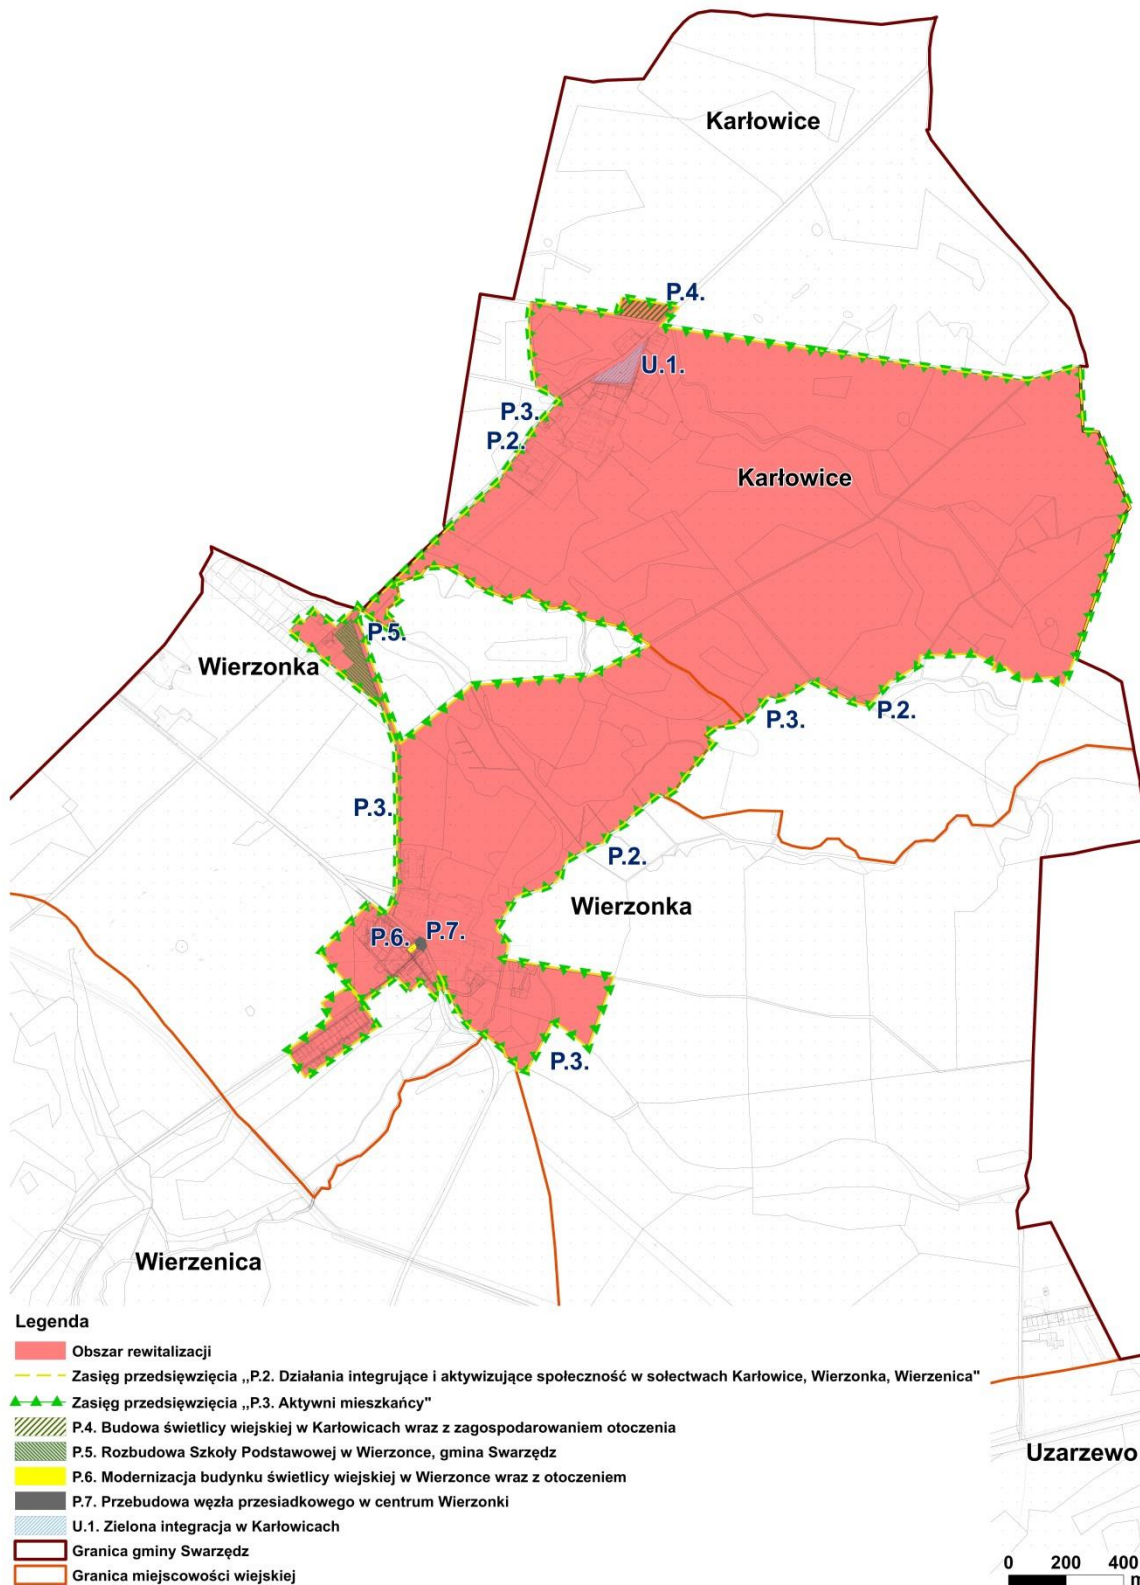 Karłowice
P.4.
U.1.
P.3.
P.2.
Karłowice
P.5.
Wierzonka
P.3.
P.2.
P.3.
P.2.
Wierzonka
P.6.
P.7.
P.3.
Wierzenica
Legenda
Obszar rewitalizacji
Zasięg przedsięwzięcia ,,P.2. Działania integrujące i aktywizujące społeczność w sołectwach Karłowice, Wierzonka, Wierzenica"
Zasięg przedsięwzięcia ,,P.3. Aktywni mieszkańcy"
P.4. Budowa świetlicy wiejskiej w Karłowicach wraz z zagospodarowaniem otoczenia
P.5. Rozbudowa Szkoły Podstawowej w Wierzonce, gmina Swarzędz
P.6. Modernizacja budynku świetlicy wiejskiej w Wierzonce wraz z otoczeniem
P.7. Przebudowa węzła przesiadkowego w centrum Wierzonki
U.1. Zielona integracja w Karłowicach
Granica gminy Swarzędz
Granica miejscowości wiejskiej
Uzarzewo
0 200 400
m